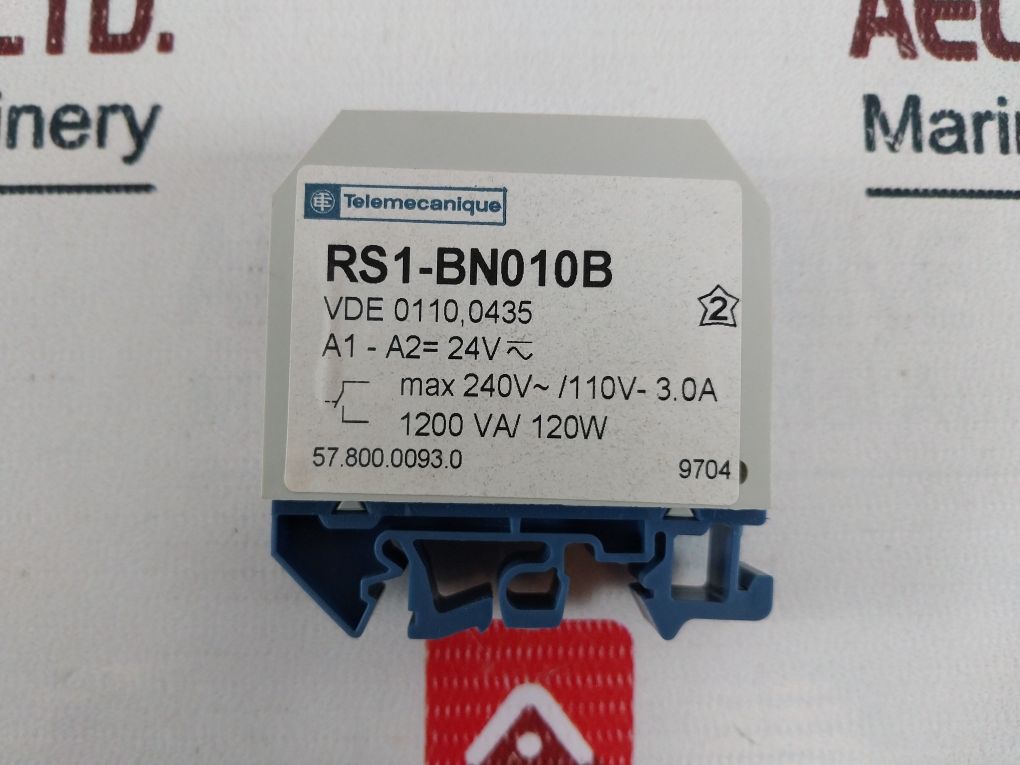 LTD.
AEC
inery
Marin
Telemecanique
RS1-BN010B
VDE 0110,0435
2
A1 - A2= 24V⎓∼
max 240V~ /110V- 3.0A
1200 VA/ 120W
57.800.0093.0
9704